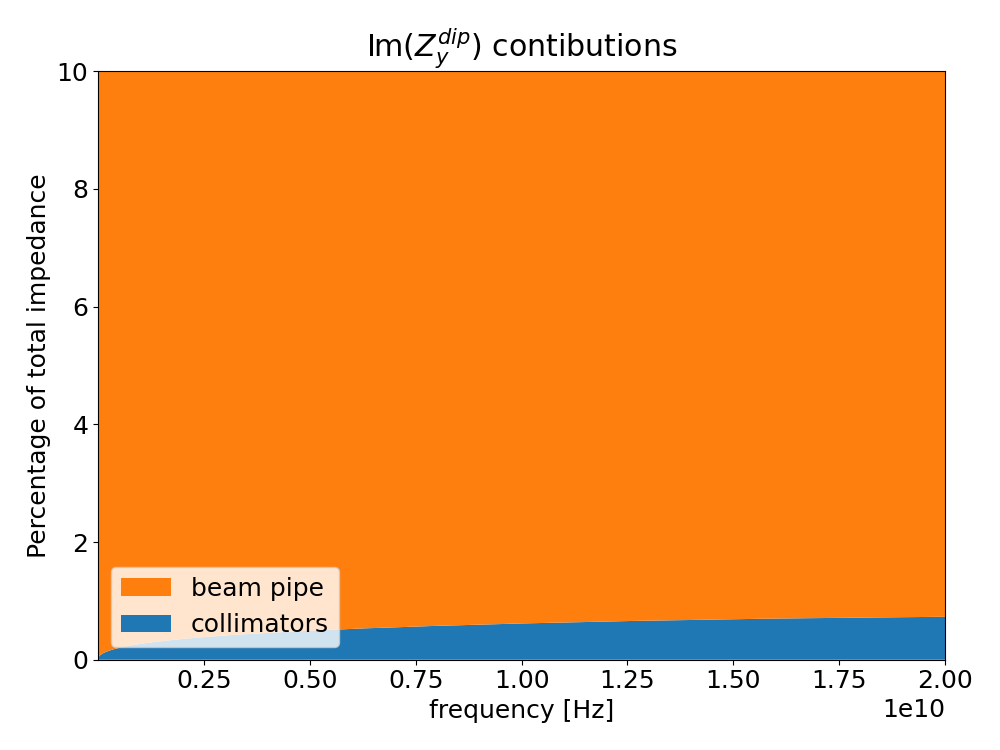 Im(Z_y^{dip}) contibutions
Percentage of total impedance
10
8
6
4
2
0
beam pipe
collimators
0.25 0.50 0.75 1.00 1.25 1.50 1.75 2.00
frequency [Hz]
1e10